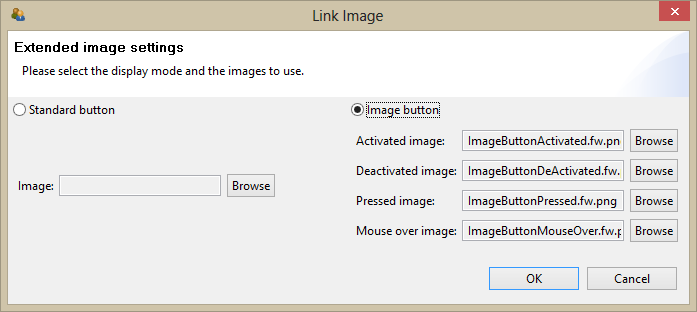 Link Image
Extended image settings
Please select the display mode and the images to use.
Standard button
Image button
Activated image: ImageButtonActivated.fw.pn Browse
Deactivated image: ImageButtonDeActivated.fw. Browse
Image: Browse
Pressed image: ImageButtonPressed.fw.png Browse
Mouse over image: ImageButtonMouseOver.fw.p Browse
OK Cancel